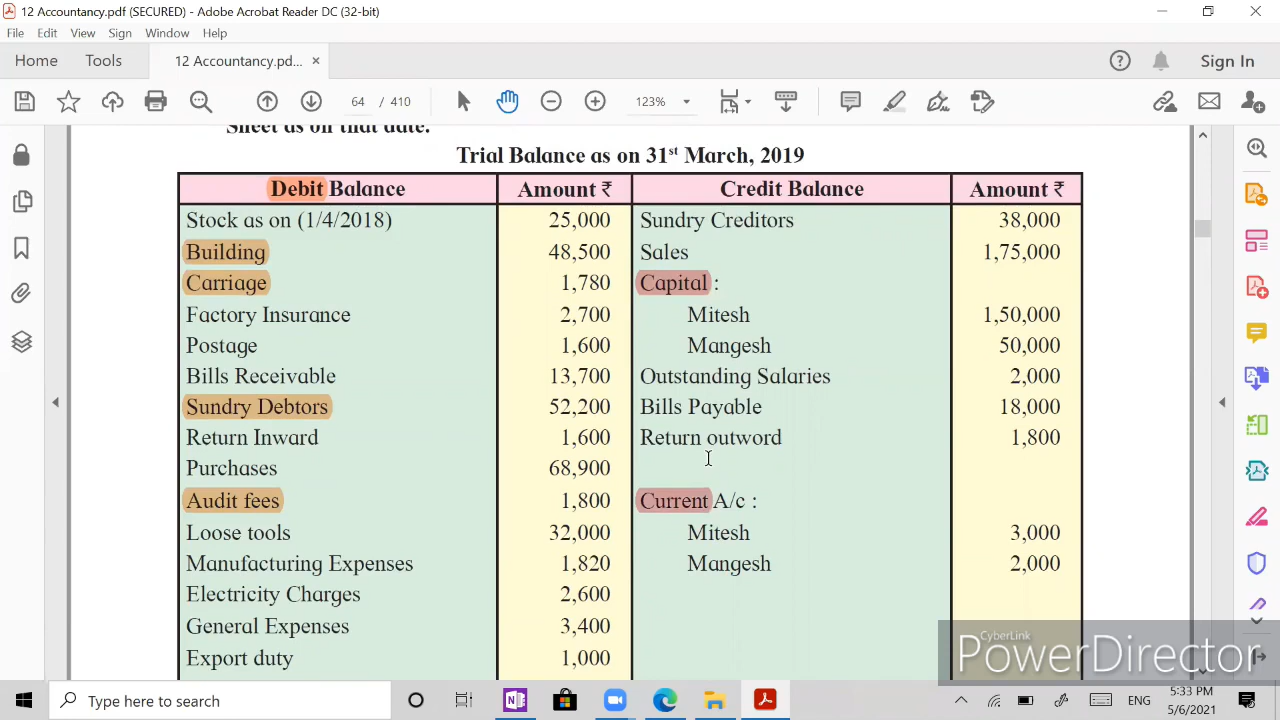 12 Accountancy.pdf (SECURED) - Adobe Acrobat Reader DC (32-bit)
File Edit View Sign Window Help
Home Tools 12 Accountancy.pd... × Sign In
64 / 410 123%
Sheet as on that date.
Trial Balance as on 31st March, 2019
Debit Balance Amount ₹ Credit Balance Amount ₹
Stock as on (1/4/2018) 25,000 Sundry Creditors 38,000
Building 48,500 Sales 1,75,000
Carriage 1,780 Capital :
Factory Insurance 2,700 Mitesh 1,50,000
Postage 1,600 Mangesh 50,000
Bills Receivable 13,700 Outstanding Salaries 2,000
Sundry Debtors 52,200 Bills Payable 18,000
Return Inward 1,600 Return outword 1,800
Purchases 68,900
Audit fees 1,800 Current A/c :
Loose tools 32,000 Mitesh 3,000
Manufacturing Expenses 1,820 Mangesh 2,000
Electricity Charges 2,600
General Expenses 3,400
Export duty 1,000
CyberLink
PowerDirector
Type here to search
ENG
5:33 PM
5/6/2021